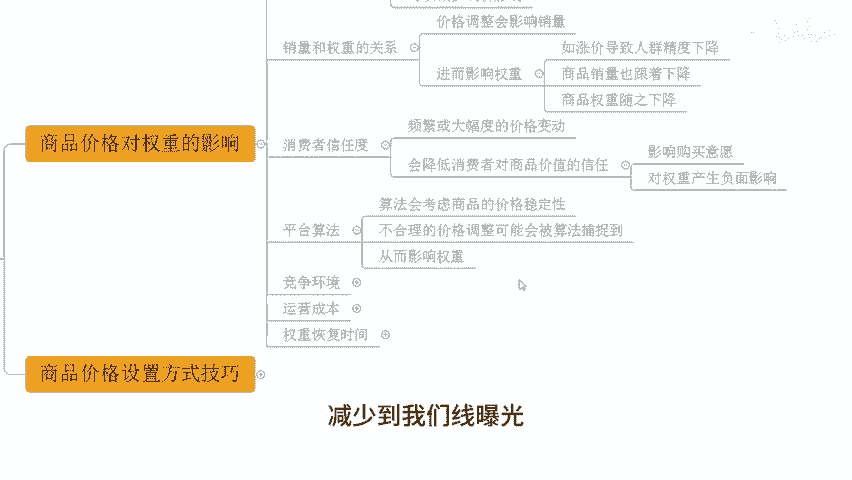 价格调整会影响销量
销量和权重的关系
如涨价导致人群精度下降
进而影响权重
商品销量也跟着下降
商品权重随之下降
商品价格对权重的影响
频繁或大幅度的价格变动
消费者信任度
影响购买意愿
会降低消费者对商品价值的信任
对权重产生负面影响
算法会考虑商品的价格稳定性
平台算法
不合理的价格调整可能会被算法捕捉到
从而影响权重
竞争环境
运营成本
权重恢复时间
商品价格设置方式技巧
减少到我们线曝光